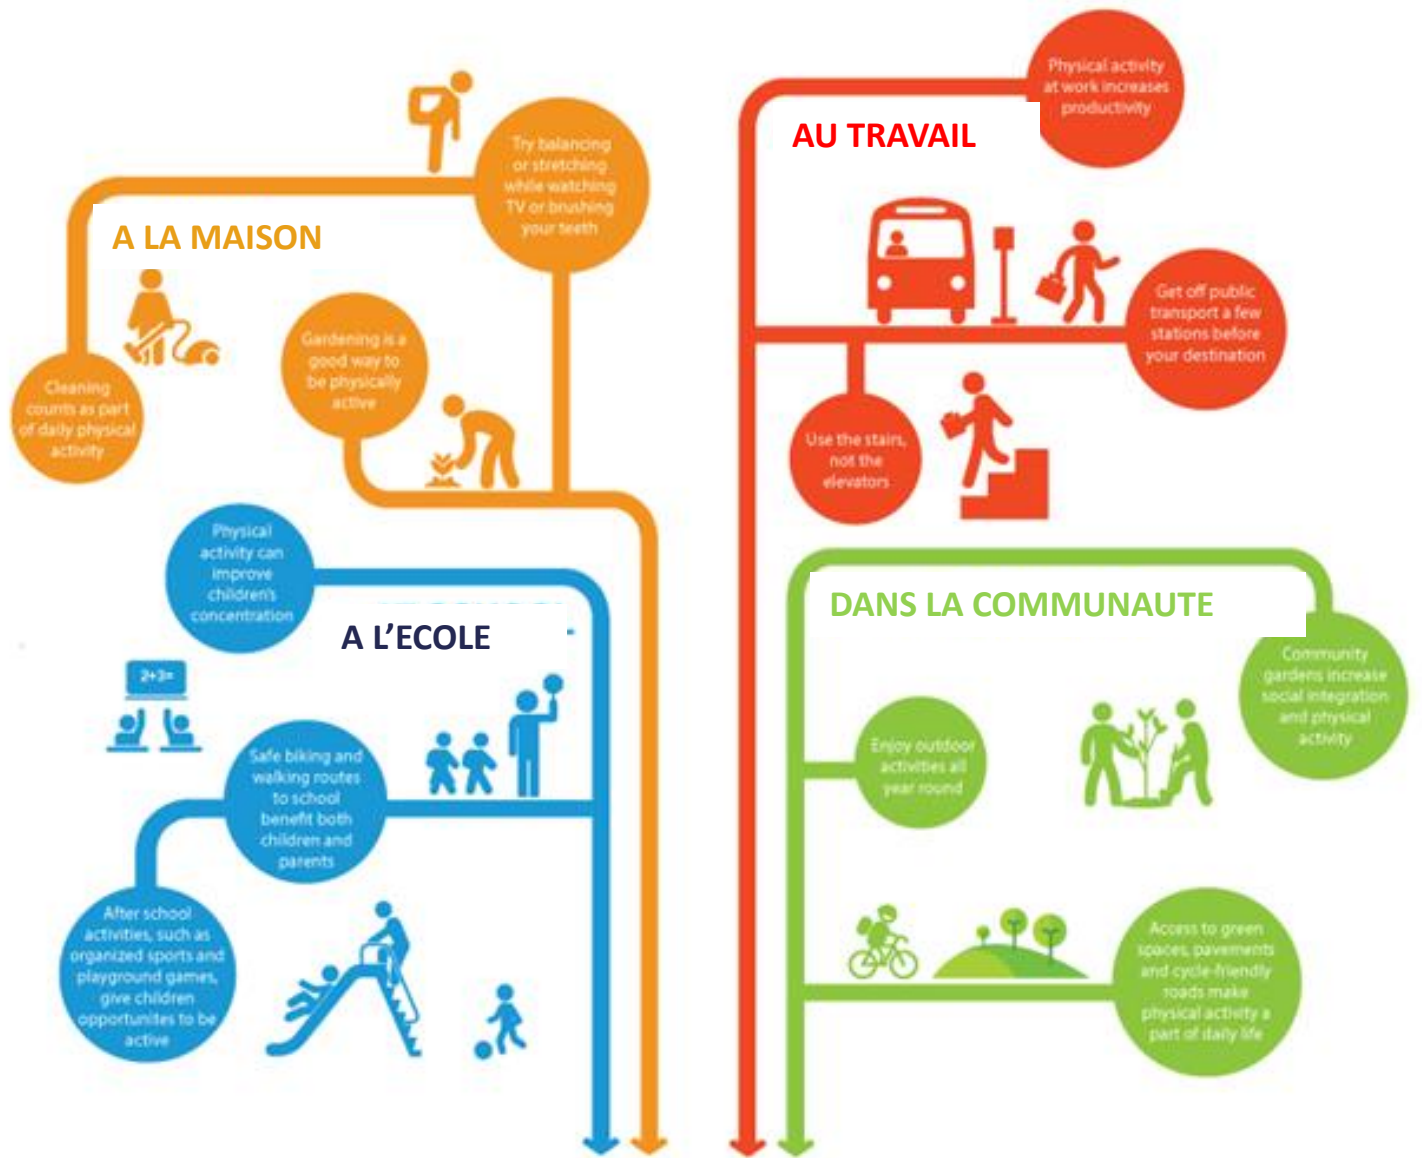 A LA MAISON
Try balancing
or stretching
while watching
TV or brushing
your teeth
Gardening is a
good way to
be physically
active
Cleaning
counts as part
of daily physical
activity
A L’ECOLE
Physical
activity can
improve
children's
concentration
2+3=
Safe biking and
walking routes
to school
benefit both
children and
parents
After school
activities, such as
organized sports and
playground games,
give children
opportunites to be
active
AU TRAVAIL
Physical activity
at work increases
productivity
Get off public
transport a few
stations before
your destination
Use the stairs,
not the
elevators
DANS LA COMMUNAUTE
Community
gardens increase
social integration
and physical
activity
Enjoy outdoor
activities all
year round
Access to green
spaces, pavements
and cycle-friendly
roads make
physical activity a
part of daily life